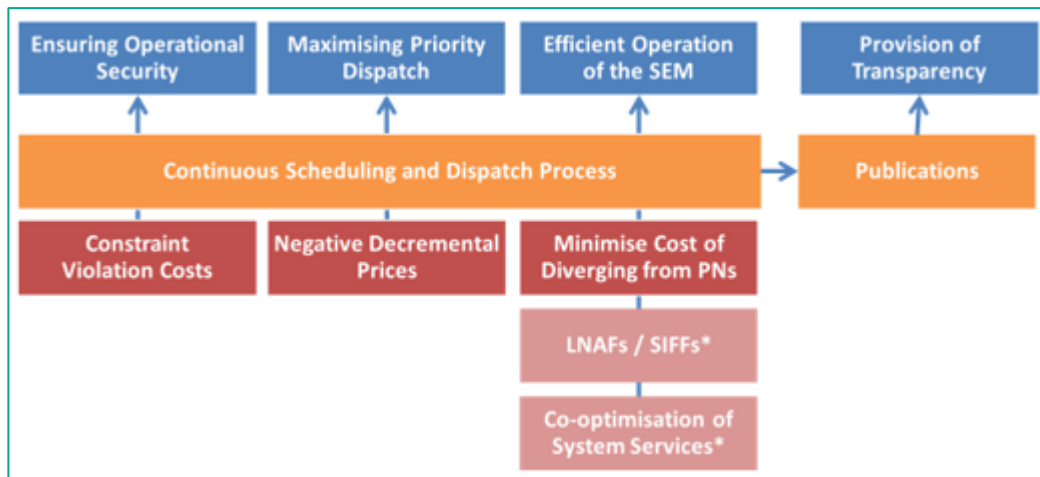 Ensuring Operational
Security
Maximising Priority
Dispatch
Efficient Operation
of the SEM
Provision of
Transparency
Continuous Scheduling and Dispatch Process
Publications
Constraint
Violation Costs
Negative Decremental
Prices
Minimise Cost of
Diverging from PNs
LNAFs / SIFFs*
Co-optimisation of
System Services*